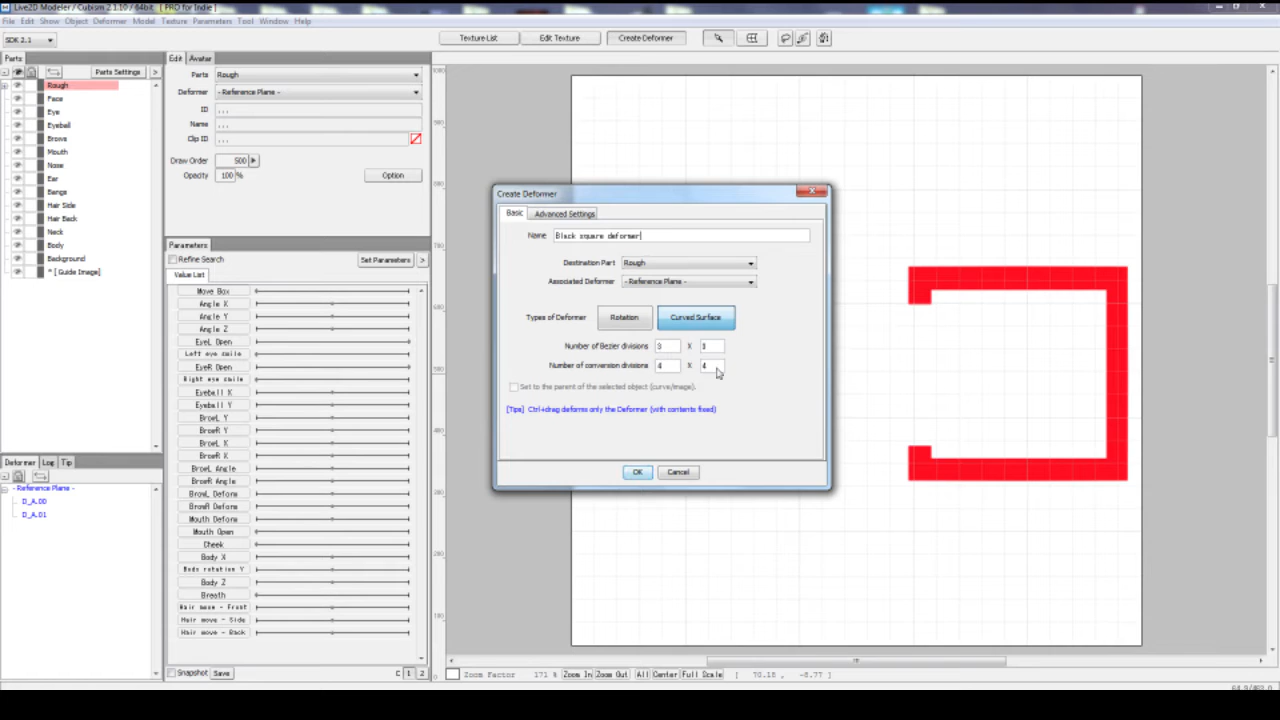 Live2D Modeler / Cubism 2.1.10 / 64bit [ PRO for Indie ]
File Edit Show Object Deformer Model Texture Parameters Tool Window Help
SDK 2.1
Texture List
Edit Texture
Create Deformer
Parts
Parts Settings >
Rough
Face
Eye
Eyeball
Brows
Mouth
Nose
Ear
Bangs
Hair Side
Hair Back
Neck
Body
Background
* [ Guide Image]
Deformer Log Tip
- Reference Plane -
D_A.00
D_A.01
Edit Avatar
Parts Rough
Deformer - Reference Plane -
ID ...
Name ...
Clip ID ...
Draw Order 500
Opacity 100 %
Option
Parameters
Refine Search
Set Parameters >
Value List
Move Box
Angle X
Angle Y
Angle Z
EyeL Open
Left eye smile
EyeR Open
Right eye smile
Eyeball X
Eyeball Y
BrowL Y
BrowR Y
BrowL X
BrowR X
BrowL Angle
BrowR Angle
BrowL Deform
BrowR Deform
Mouth Deform
Mouth Open
Cheek
Body X
Body rotation Y
Body Z
Breath
Hair move - Front
Hair move - Side
Hair move - Back
Snapshot Save
C 1 2
Create Deformer
Basic Advanced Settings
Name Black square deformer
Destination Part Rough
Associated Deformer - Reference Plane -
Types of Deformer Rotation Curved Surface
Number of Bezier divisions 3 X 3
Number of conversion divisions 4 X 4
Set to the parent of the selected object (curve/image).
[Tips] Ctrl+drag deforms only the Deformer (with contents fixed)
OK Cancel
Zoom Factor 171 % Zoom In Zoom Out All Center Full Scale [ 70.15 , -8.77 ]